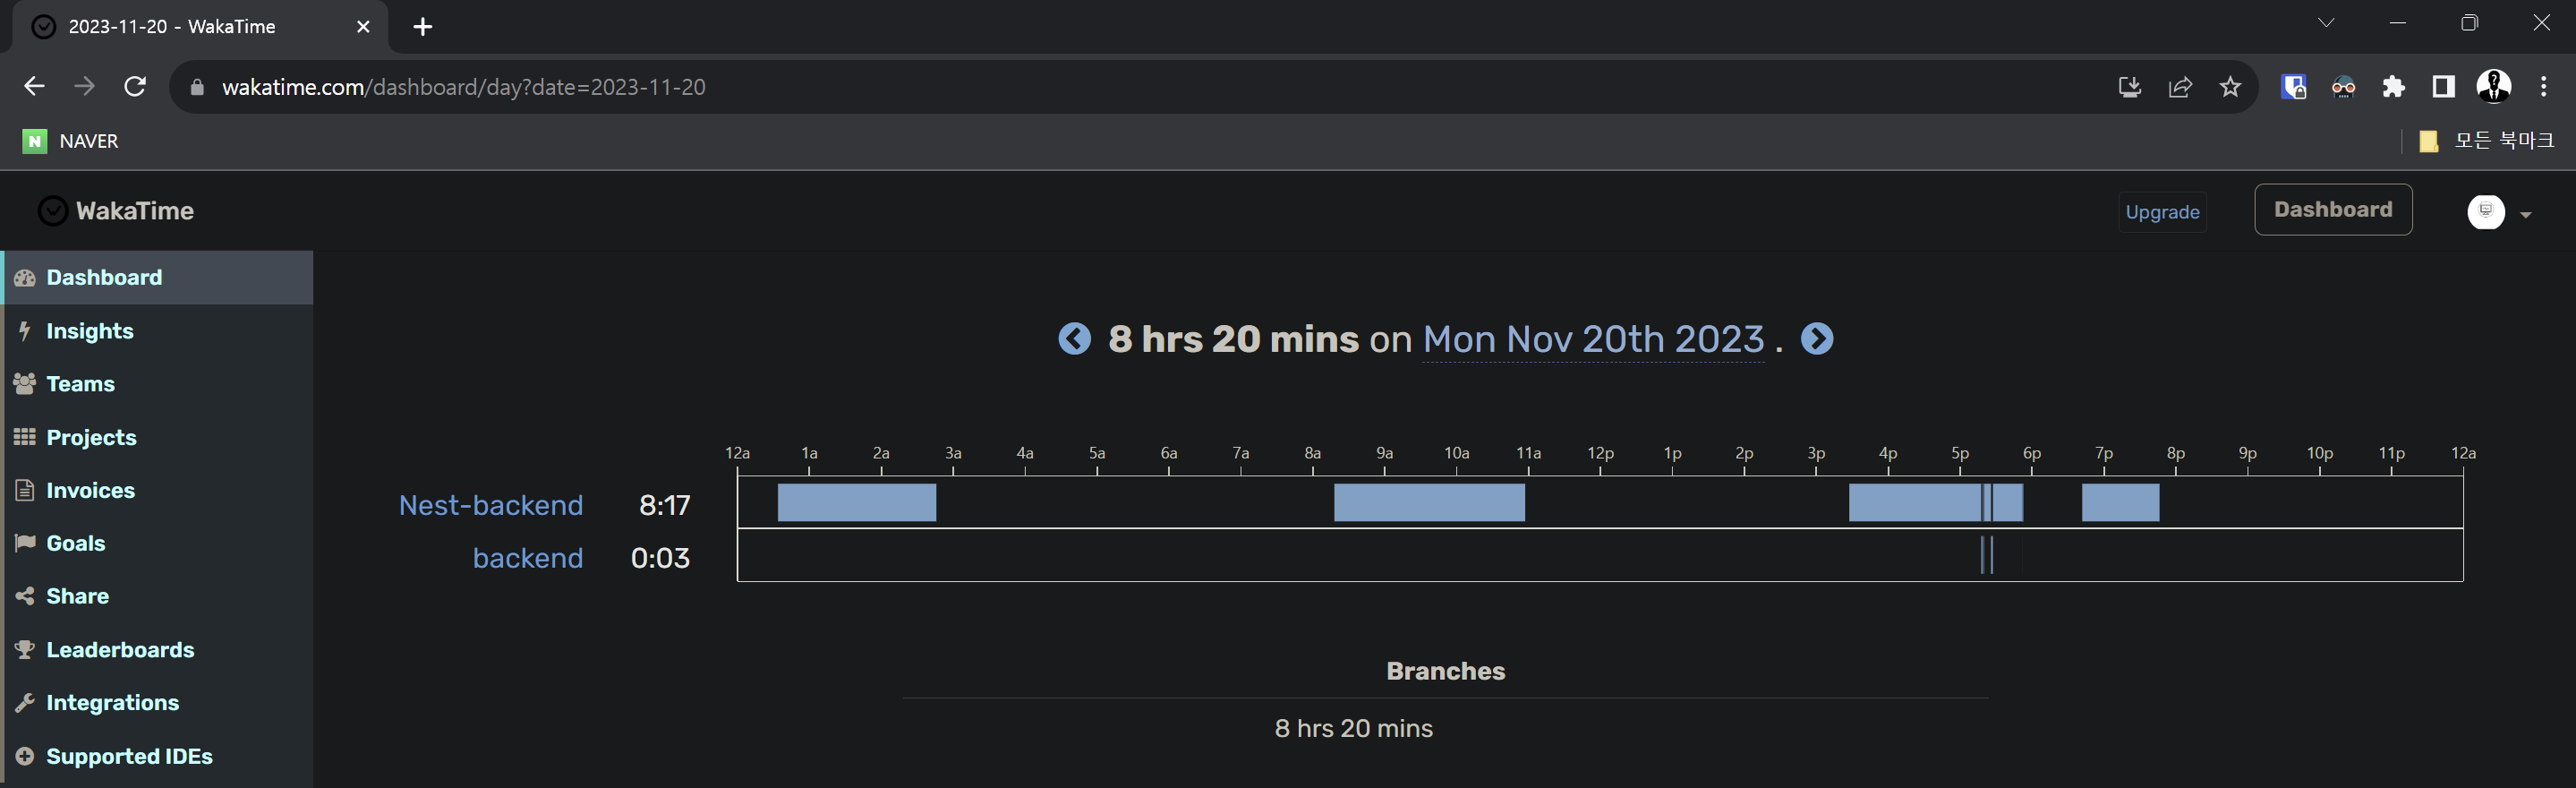 2023-11-20 - WakaTime
wakatime.com/dashboard/day?date=2023-11-20
N NAVER
모든 북마크
WakaTime
Upgrade
Dashboard
Dashboard
Insights
Teams
Projects
Invoices
Goals
Share
Leaderboards
Integrations
Supported IDEs
8 hrs 20 mins on Mon Nov 20th 2023 .
12a 1a 2a 3a 4a 5a 6a 7a 8a 9a 10a 11a 12p 1p 2p 3p 4p 5p 6p 7p 8p 9p 10p 11p 12a
Nest-backend 8:17
backend 0:03
Branches
8 hrs 20 mins